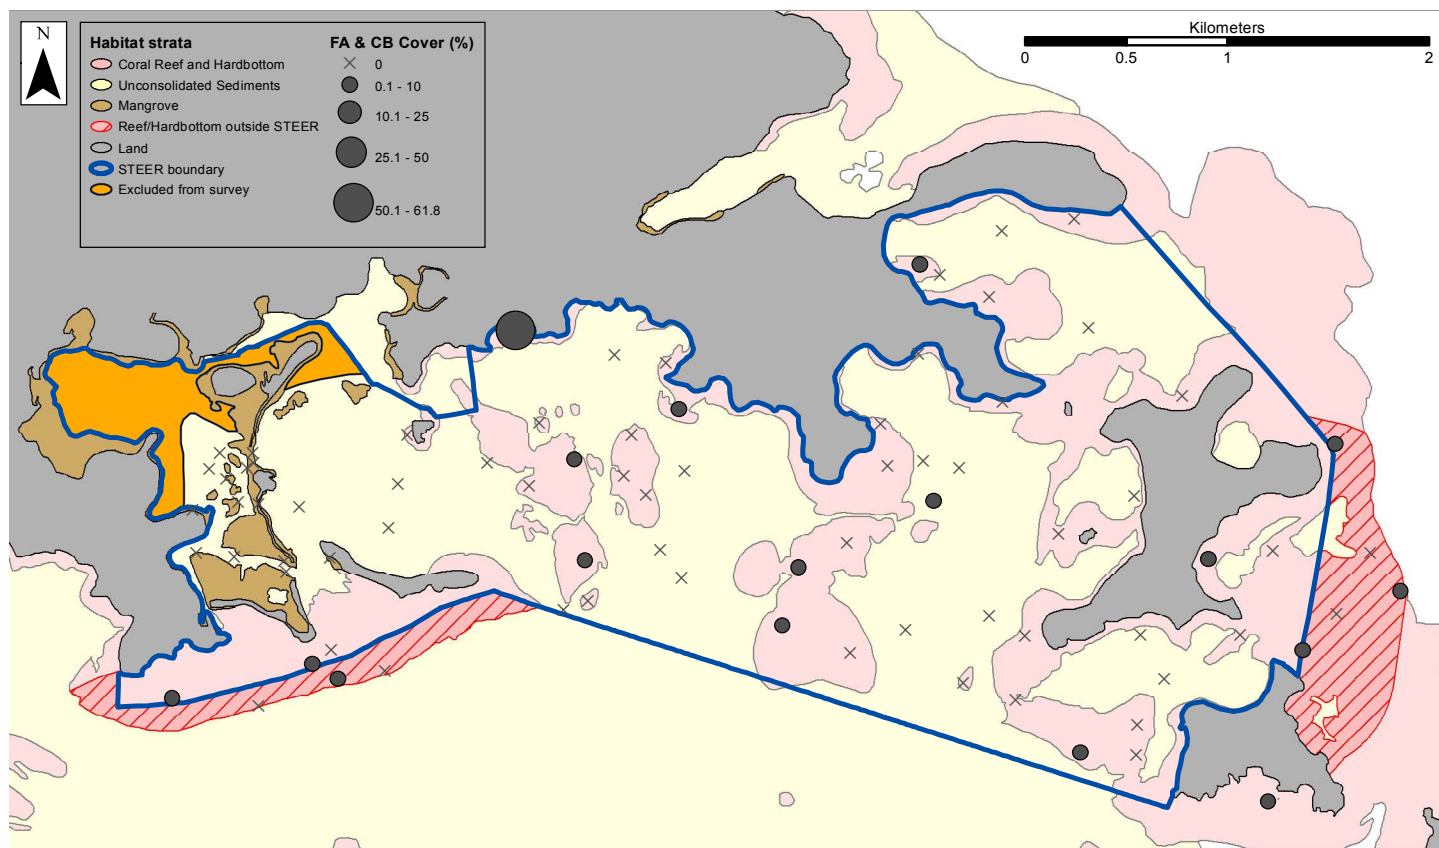 N
Habitat strata
Coral Reef and Hardbottom
Unconsolidated Sediments
Mangrove
Reef/Hardbottom outside STEER
Land
STEER boundary
Excluded from survey
FA & CB Cover (%)
0
0.1 - 10
10.1 - 25
25.1 - 50
50.1 - 61.8
Kilometers
0 0.5 1 2